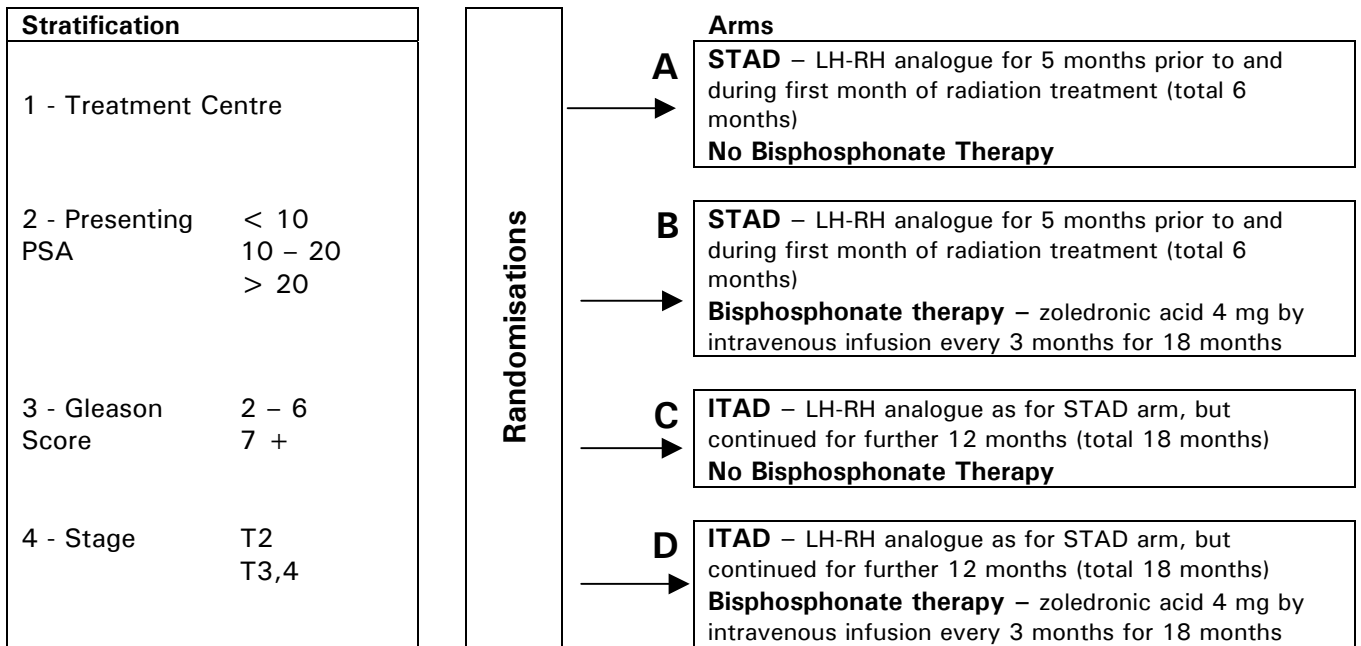 Stratification
1 - Treatment Centre
2 - Presenting < 10
PSA 10 – 20
> 20
3 - Gleason 2 – 6
Score 7 +
4 - Stage T2
T3,4
Randomisations
Arms
A
STAD – LH-RH analogue for 5 months prior to and
during first month of radiation treatment (total 6
months)
No Bisphosphonate Therapy
B
STAD – LH-RH analogue for 5 months prior to and
during first month of radiation treatment (total 6
months)
Bisphosphonate therapy – zoledronic acid 4 mg by
intravenous infusion every 3 months for 18 months
C
ITAD – LH-RH analogue as for STAD arm, but
continued for further 12 months (total 18 months)
No Bisphosphonate Therapy
D
ITAD – LH-RH analogue as for STAD arm, but
continued for further 12 months (total 18 months)
Bisphosphonate therapy – zoledronic acid 4 mg by
intravenous infusion every 3 months for 18 months